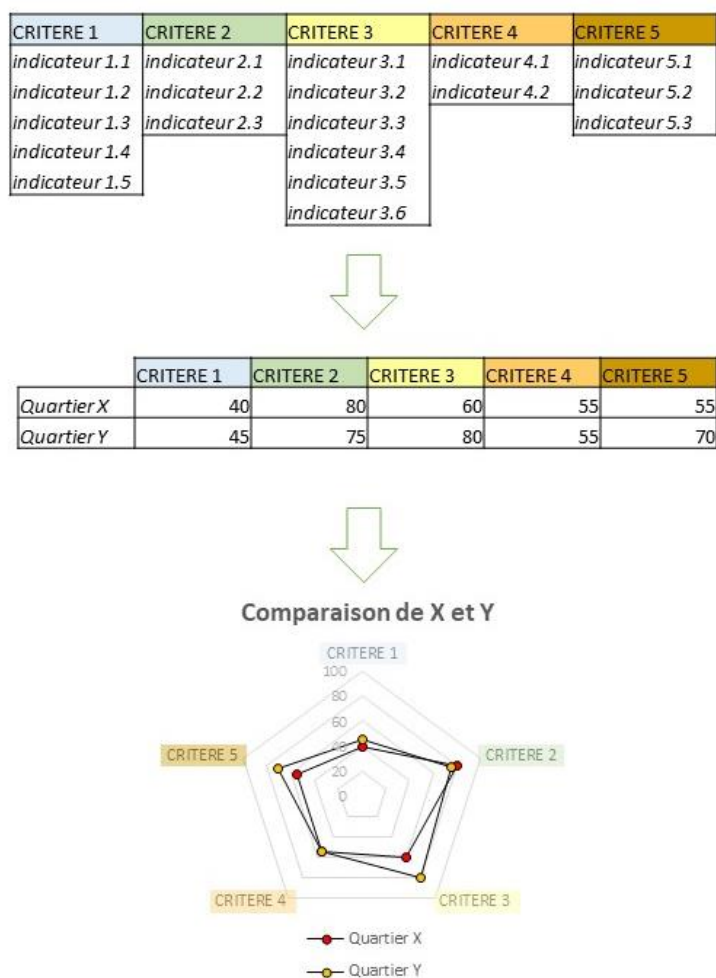 CRITERE 1 CRITERE 2 CRITERE 3 CRITERE 4 CRITERE 5
indicateur 1.1 indicateur 2.1 indicateur 3.1 indicateur 4.1 indicateur 5.1
indicateur 1.2 indicateur 2.2 indicateur 3.2 indicateur 4.2 indicateur 5.2
indicateur 1.3 indicateur 2.3 indicateur 3.3 indicateur 5.3
indicateur 1.4 indicateur 3.4
indicateur 1.5 indicateur 3.5
indicateur 3.6
CRITERE 1 CRITERE 2 CRITERE 3 CRITERE 4 CRITERE 5
Quartier X 40 80 60 55 55
Quartier Y 45 75 80 55 70
Comparaison de X et Y
CRITERE 1
100
80
60
CRITERE 5 40 CRITERE 2
20
0
CRITERE 4 CRITERE 3
Quartier X
Quartier Y